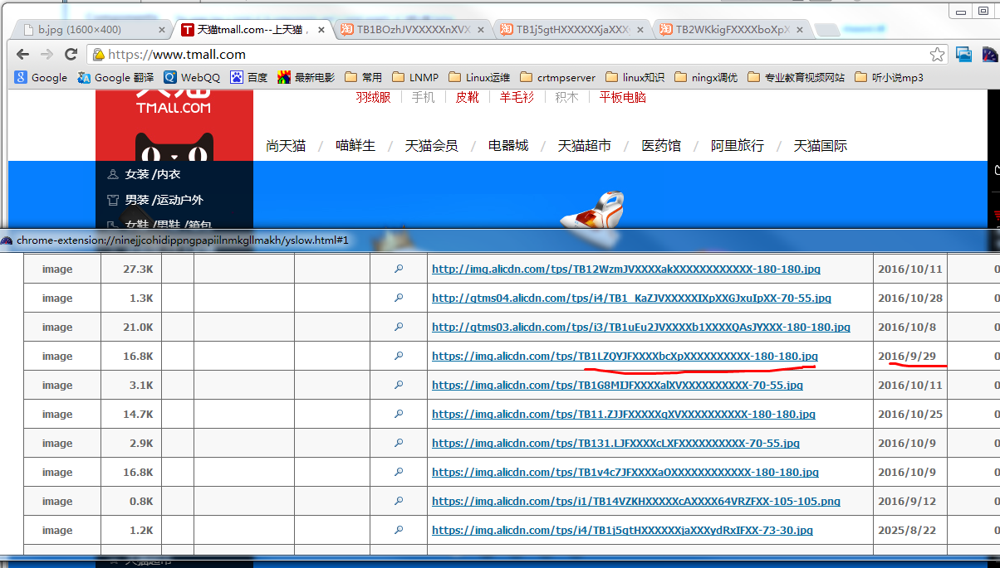 b.jpg (1600×400)
天猫tmall.com--上天猫，
TB1BOzhJVXXXXXnXVX
TB1j5gtHXXXXXXjaXXX
TB2WKkigFXXXXboXpX
https://www.tmall.com
Google Google 翻译 WebQQ 百度 最新电影 常用 LNMP Linux运维 crtmpserver linux知识 ningx调优 专业教育视频网站 听小说mp3
TMALL.COM
羽绒服 手机 皮靴 羊毛衫 积木 平板电脑
尚天猫 / 喵鲜生 / 天猫会员 / 电器城 / 天猫超市 / 医药馆 / 阿里旅行 / 天猫国际
女装 /内衣
男装 /运动户外
女鞋 /男鞋 /箱包
chrome-extension://ninejjcohidippngpapiilnmkgllmakh/yslow.html#1
image 27.3K http://img.alicdn.com/tps/TB12WzmJVXXXXakXXXXXXXXXXXX-180-180.jpg 2016/10/11 0
image 1.3K http://gtms04.alicdn.com/tps/i4/TB1_KaZJVXXXXXIXpXXGJxuIpXX-70-55.jpg 2016/10/28 0
image 21.0K http://gtms03.alicdn.com/tps/i3/TB1uEu2JVXXXXb1XXXXQAsJYXXX-180-180.jpg 2016/10/8 0
image 16.8K https://img.alicdn.com/tps/TB1LZQYJFXXXXbcXpXXXXXXXXXX-180-180.jpg 2016/9/29 0
image 3.1K https://img.alicdn.com/tps/TB1G8MIJFXXXXalXVXXXXXXXXXX-70-55.jpg 2016/10/11 0
image 14.7K https://img.alicdn.com/tps/TB11.ZJJFXXXXXqXVXXXXXXXXXX-180-180.jpg 2016/10/25 0
image 2.9K https://img.alicdn.com/tps/TB131.LJFXXXXcLXFXXXXXXXXXX-70-55.jpg 2016/10/9 0
image 16.8K https://img.alicdn.com/tps/TB1v4c7JFXXXXaOXXXXXXXXXXXX-180-180.jpg 2016/10/9 0
image 0.8K https://img.alicdn.com/tps/i1/TB14VZKHXXXXXcAXXXX64VRZFXX-105-105.png 2016/9/12 0
image 1.2K https://img.alicdn.com/tps/i4/TB1j5gtHXXXXXXjaXXXydRxIFXX-73-30.jpg 2025/8/22 0
天猫超市